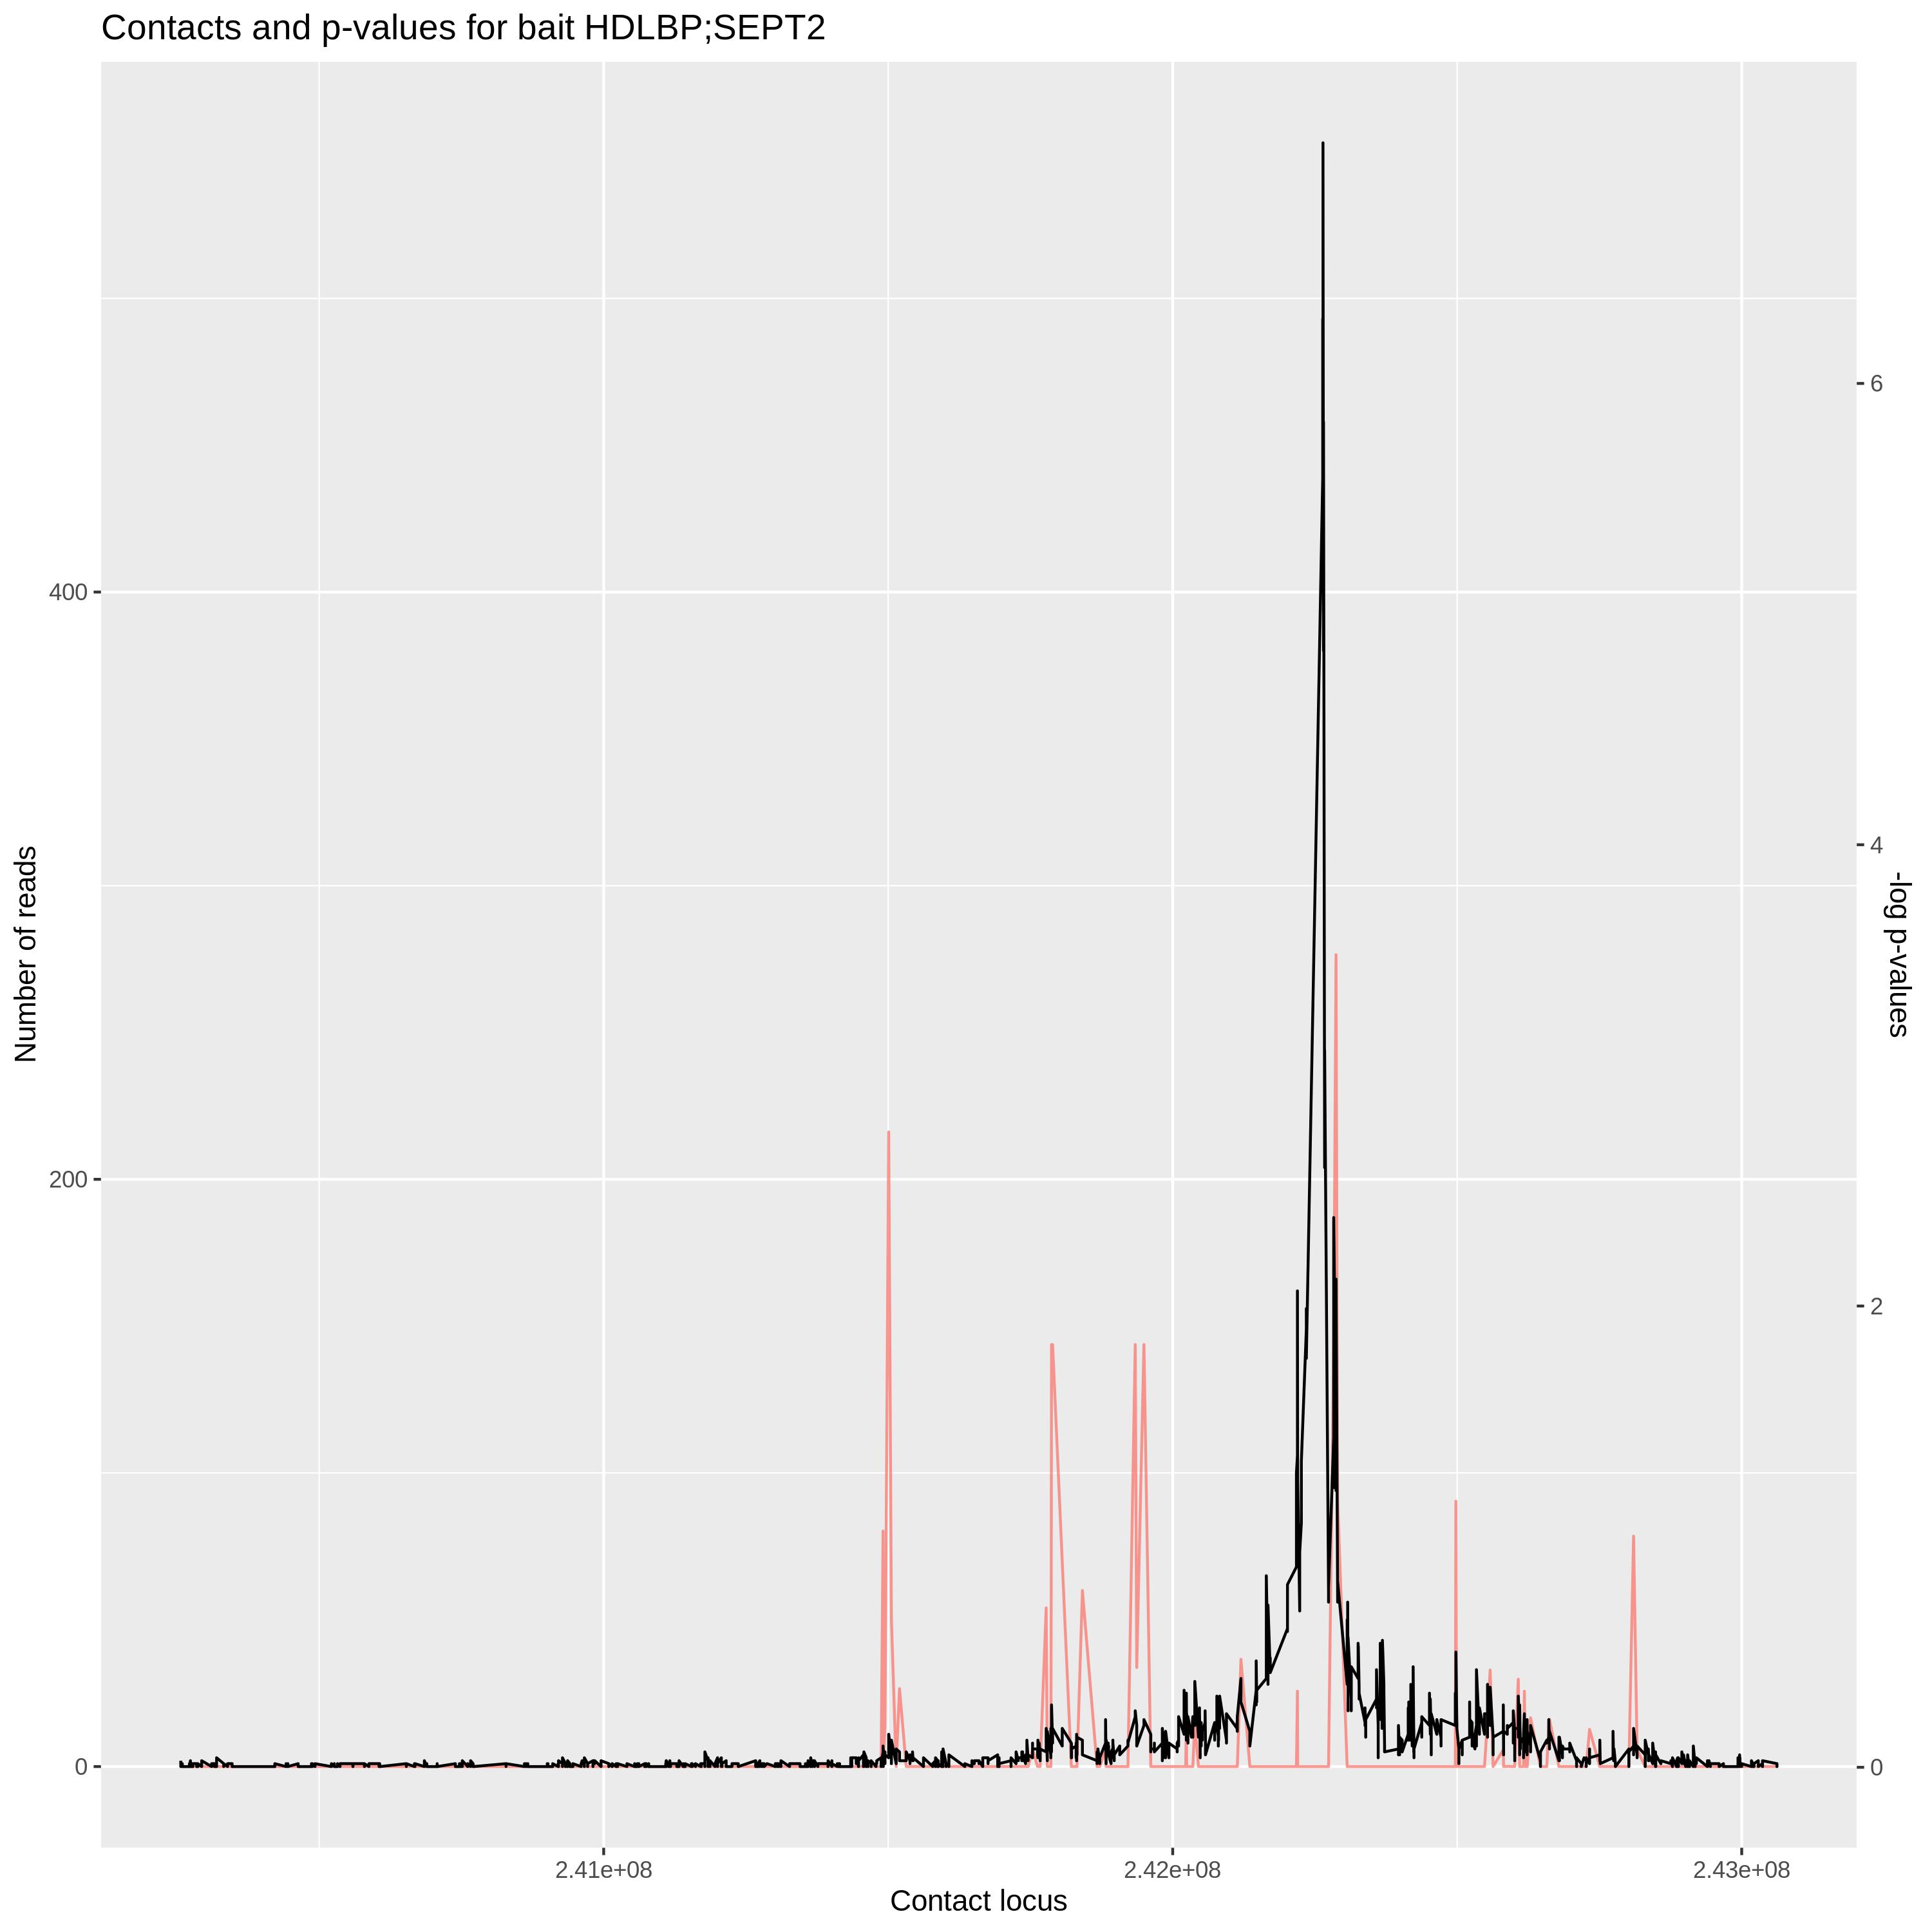 Contacts and p-values for bait HDLBP;SEPT2
Number of reads
400
200
0
6
4
2
0
-log p-values
2.41e+08
2.42e+08
2.43e+08
Contact locus